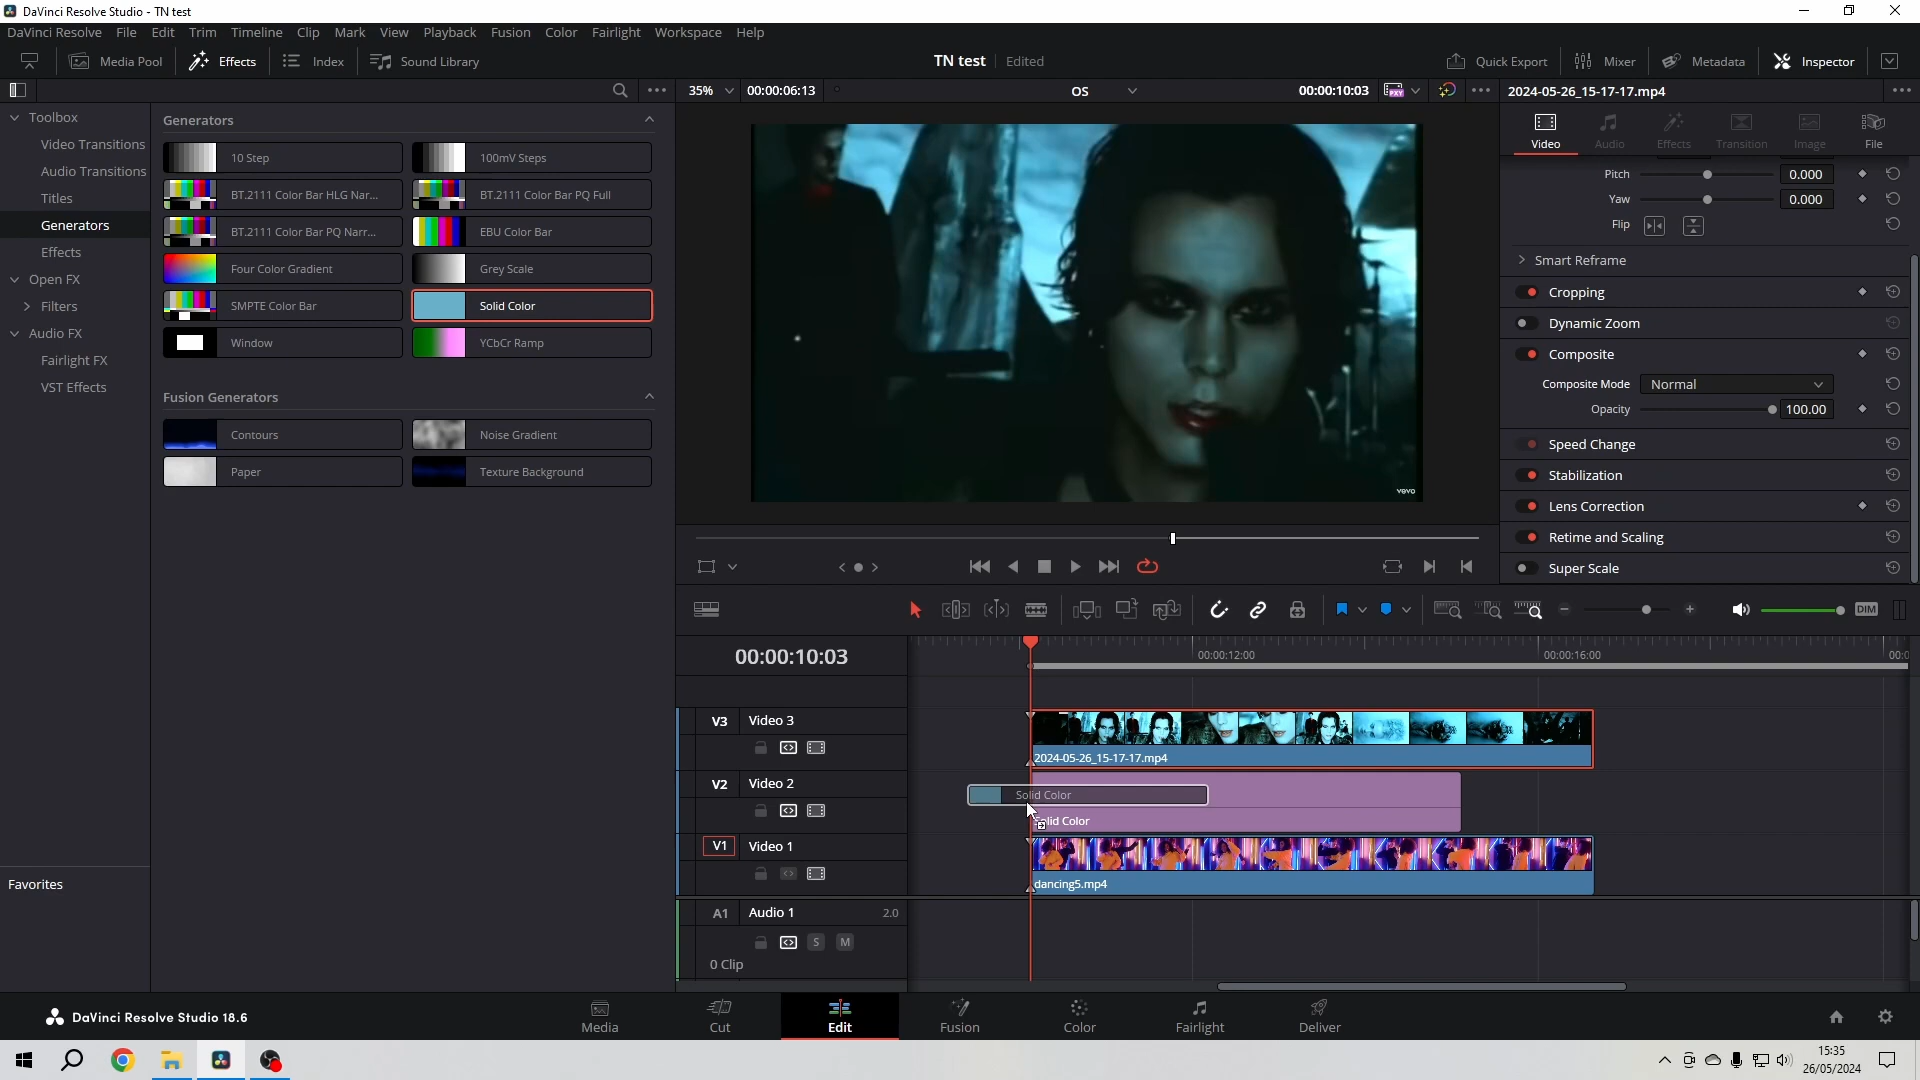 DaVinci Resolve Studio - TN test
DaVinci Resolve File Edit Trim Timeline Clip Mark View Playback Fusion Color Fairlight Workspace Help
Media Pool Effects Index Sound Library TN test Edited Quick Export Mixer Metadata Inspector
35% 00:00:06:13 OS 00:00:10:03 PXY 2024-05-26_15-17-17.mp4
Toolbox
Video Transitions
Audio Transitions
Titles
Generators
Effects
Open FX
Filters
Audio FX
Fairlight FX
VST Effects
Favorites
Generators
10 Step
100mV Steps
BT.2111 Color Bar HLG Nar...
BT.2111 Color Bar PQ Full
BT.2111 Color Bar PQ Narr...
EBU Color Bar
Four Color Gradient
Grey Scale
SMPTE Color Bar
Solid Color
Window
YCbCr Ramp
Fusion Generators
Contours
Noise Gradient
Paper
Texture Background
vevo
Video Audio Effects Transition Image File
Pitch 0.000
Yaw 0.000
Flip
Smart Reframe
Cropping
Dynamic Zoom
Composite
Composite Mode Normal
Opacity 100.00
Speed Change
Stabilization
Lens Correction
Retime and Scaling
Super Scale
DIM
00:00:10:03
00:00:12:00
00:00:16:00
V3 Video 3
2024-05-26_15-17-17.mp4
V2 Video 2
Solid Color
Solid Color
V1 Video 1
dancing5.mp4
A1 Audio 1 2.0
S M
0 Clip
DaVinci Resolve Studio 18.6
Media Cut Edit Fusion Color Fairlight Deliver
15:35
26/05/2024